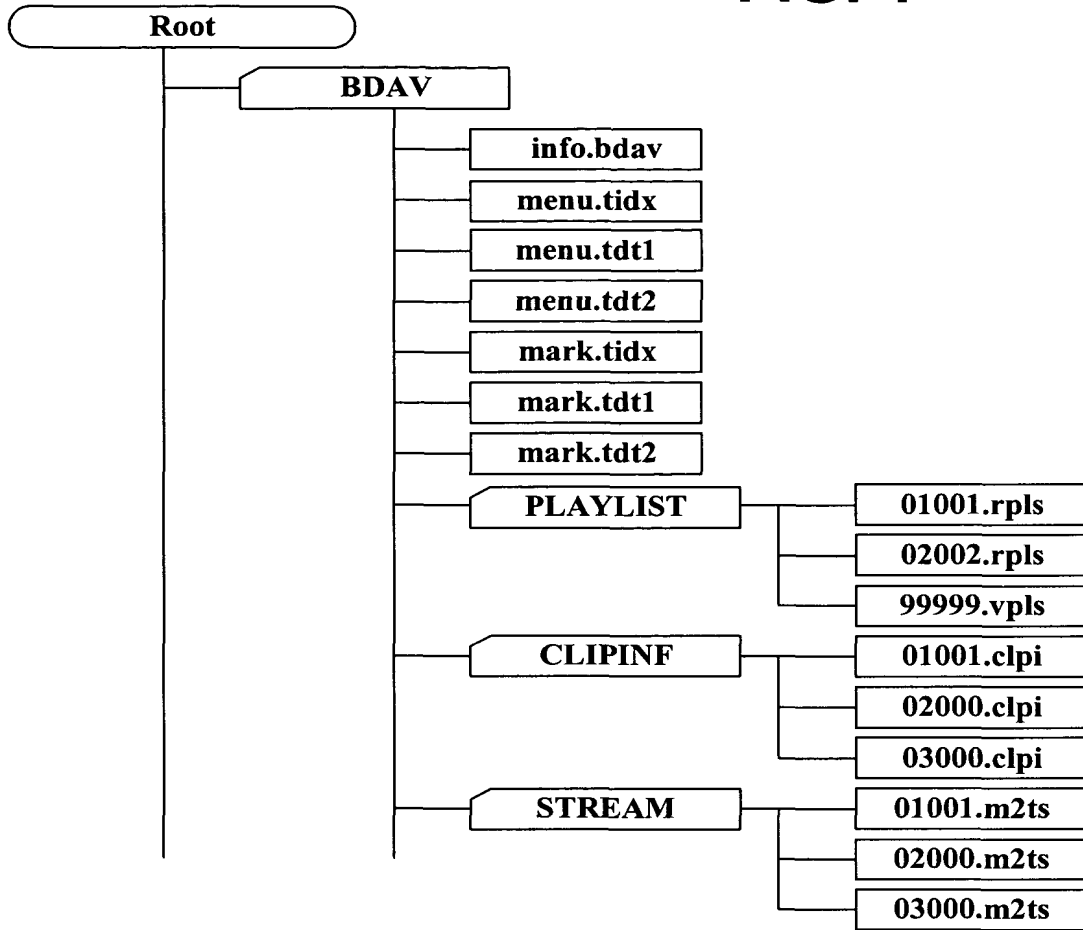 Root
BDAV
info.bdav
menu.tidx
menu.tdt1
menu.tdt2
mark.tidx
mark.tdt1
mark.tdt2
PLAYLIST
01001.rpls
02002.rpls
99999.vpls
CLIPINF
01001.clpi
02000.clpi
03000.clpi
STREAM
01001.m2ts
02000.m2ts
03000.m2ts